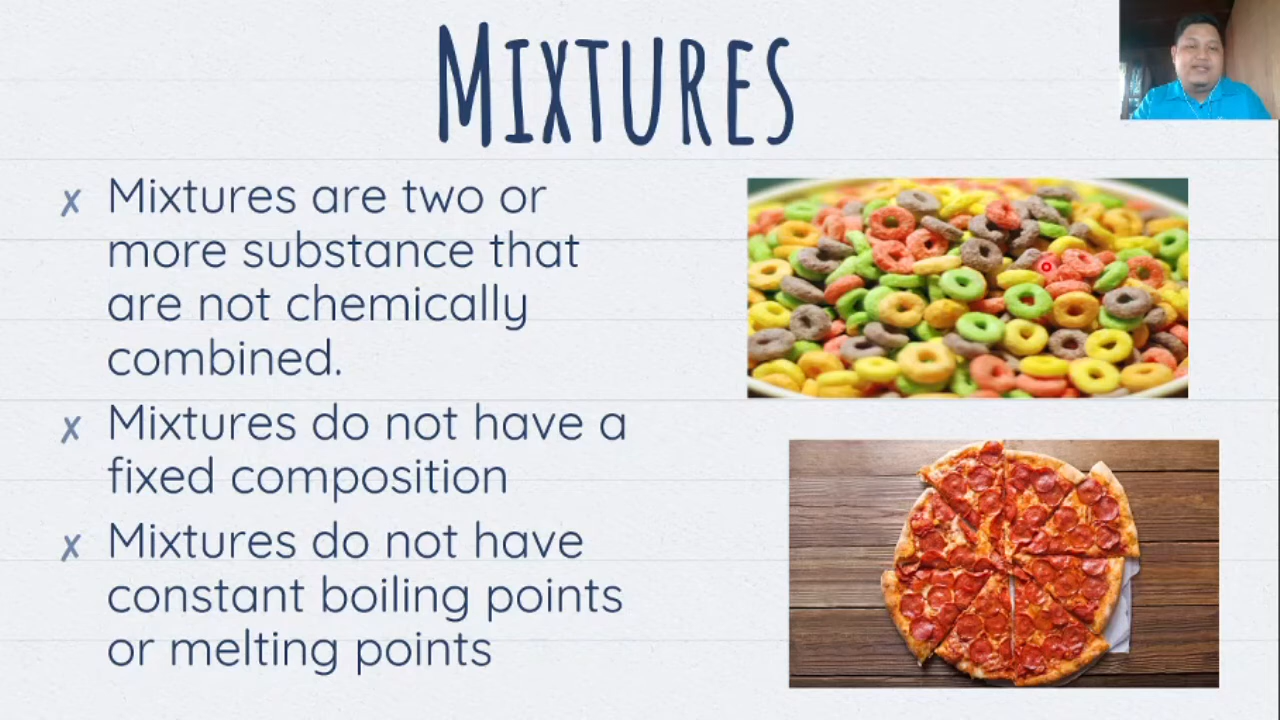 Mixtures
✗ Mixtures are two or
more substance that
are not chemically
combined.
✗ Mixtures do not have a
fixed composition
✗ Mixtures do not have
constant boiling points
or melting points